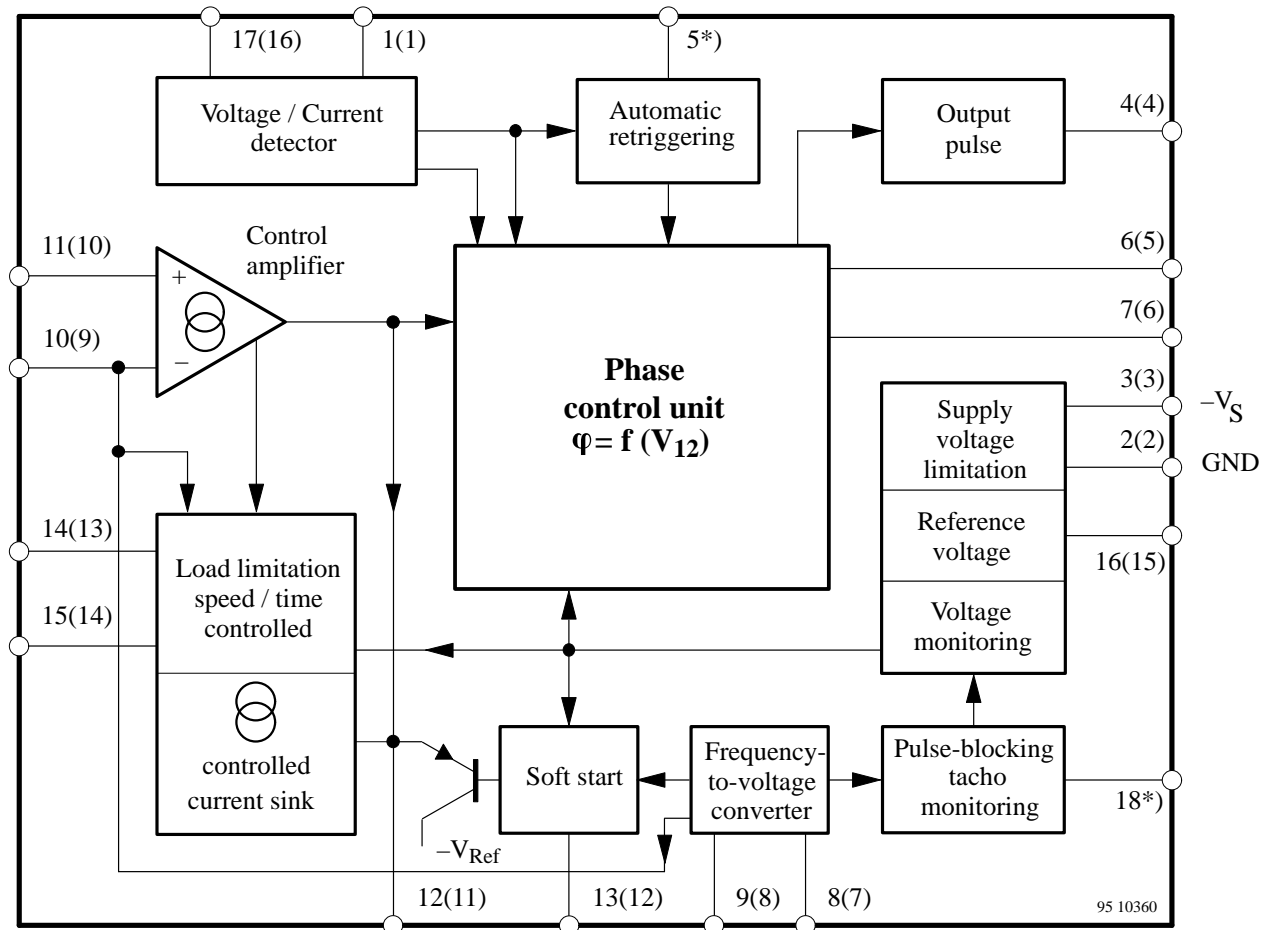 17(16)
1(1)
5*)
Voltage / Current
detector
Automatic
retriggering
Output
pulse
4(4)
11(10)
Control
amplifier
+
6(5)
10(9)
−
7(6)
Phase
control unit
φ = f (V12)
3(3)
–VS
Supply
voltage
limitation
2(2)
GND
14(13)
Reference
voltage
16(15)
Load limitation
speed / time
controlled
15(14)
Voltage
monitoring
controlled
current sink
Soft start
Frequency-
to-voltage
converter
Pulse-blocking
tacho
monitoring
18*)
–VRef
12(11)
13(12)
9(8)
8(7)
95 10360